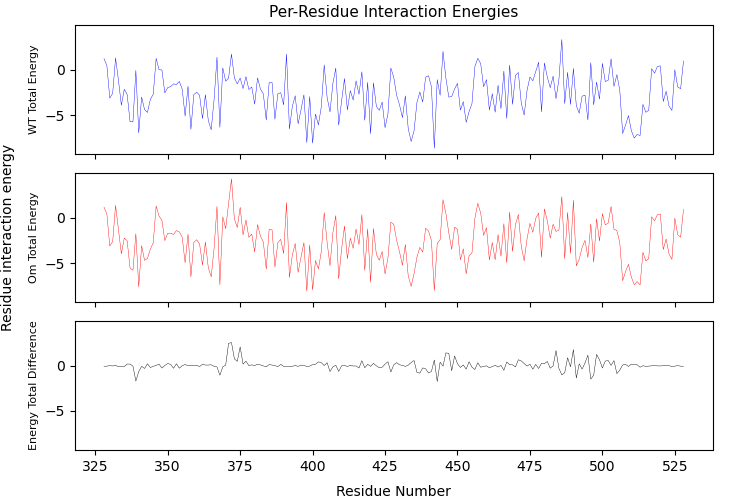 Per-Residue Interaction Energies
Residue interaction energy
WT Total Energy
0
−5
Om Total Energy
0
−5
Energy Total Difference
0
−5
325 350 375 400 425 450 475 500 525
Residue Number